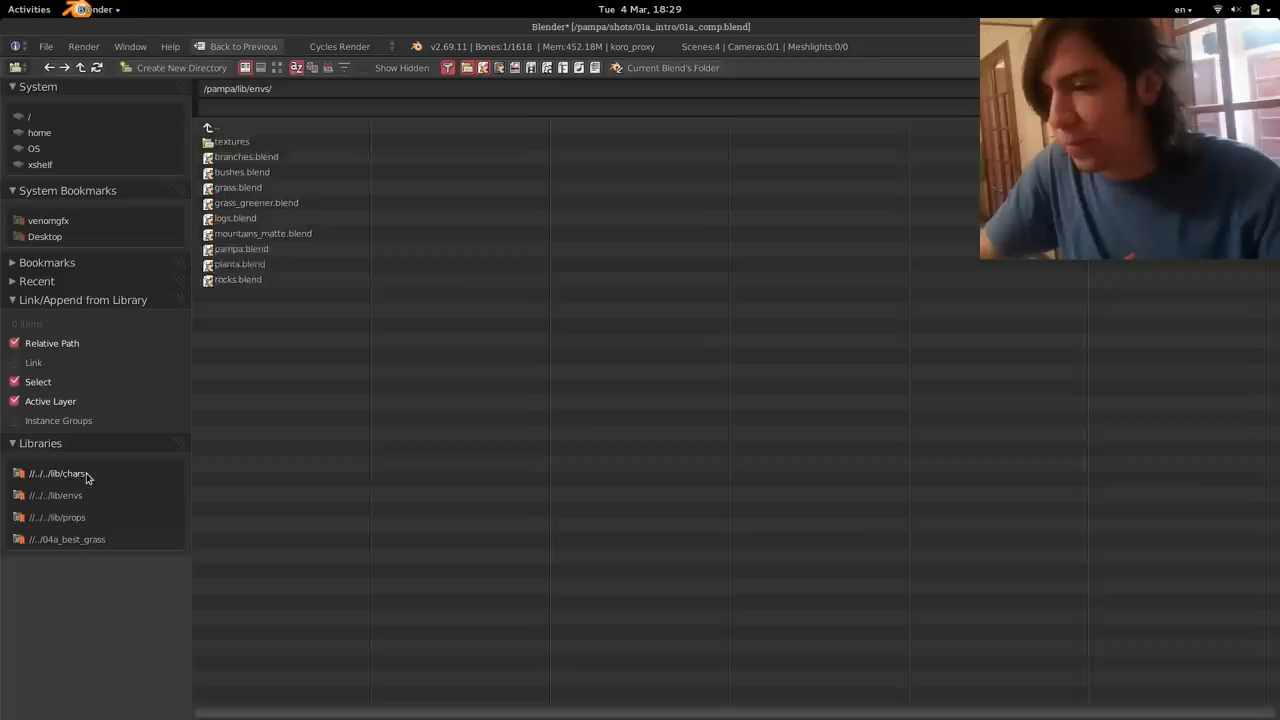 Activities Blender Tue 4 Mar, 18:29 en
Blender* [/pampa/shots/01a_intro/01a_comp.blend]
File Render Window Help Back to Previous Cycles Render v2.69.11 | Bones:1/1618 | Mem:452.18M | koro_proxy Scenes:4 | Cameras:0/1 | Meshlights:0/0
Create New Directory Show Hidden Current Blend's Folder
System
/
home
OS
xshelf
System Bookmarks
venomgfx
Desktop
Bookmarks
Recent
Link/Append from Library
0 items
Relative Path
Link
Select
Active Layer
Instance Groups
Libraries
//../../lib/chars
//../../lib/envs
//../../lib/props
//../04a_best_grass
/pampa/lib/envs/
..
textures
branches.blend
bushes.blend
grass.blend
grass_greener.blend
logs.blend
mountains_matte.blend
pampa.blend
plants.blend
rocks.blend